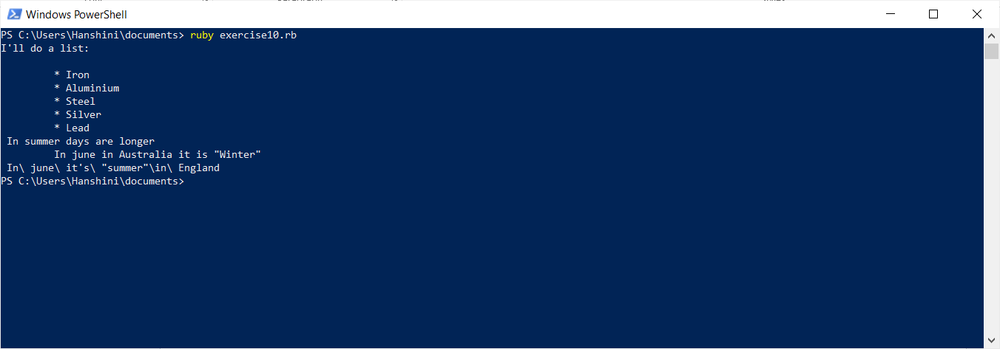 Windows PowerShell
PS C:\Users\Hanshini\documents> ruby exercise10.rb
I'll do a list:
* Iron
* Aluminium
* Steel
* Silver
* Lead
In summer days are longer
In june in Australia it is "Winter"
In\ june\ it's\ "summer"\in\ England
PS C:\Users\Hanshini\documents>